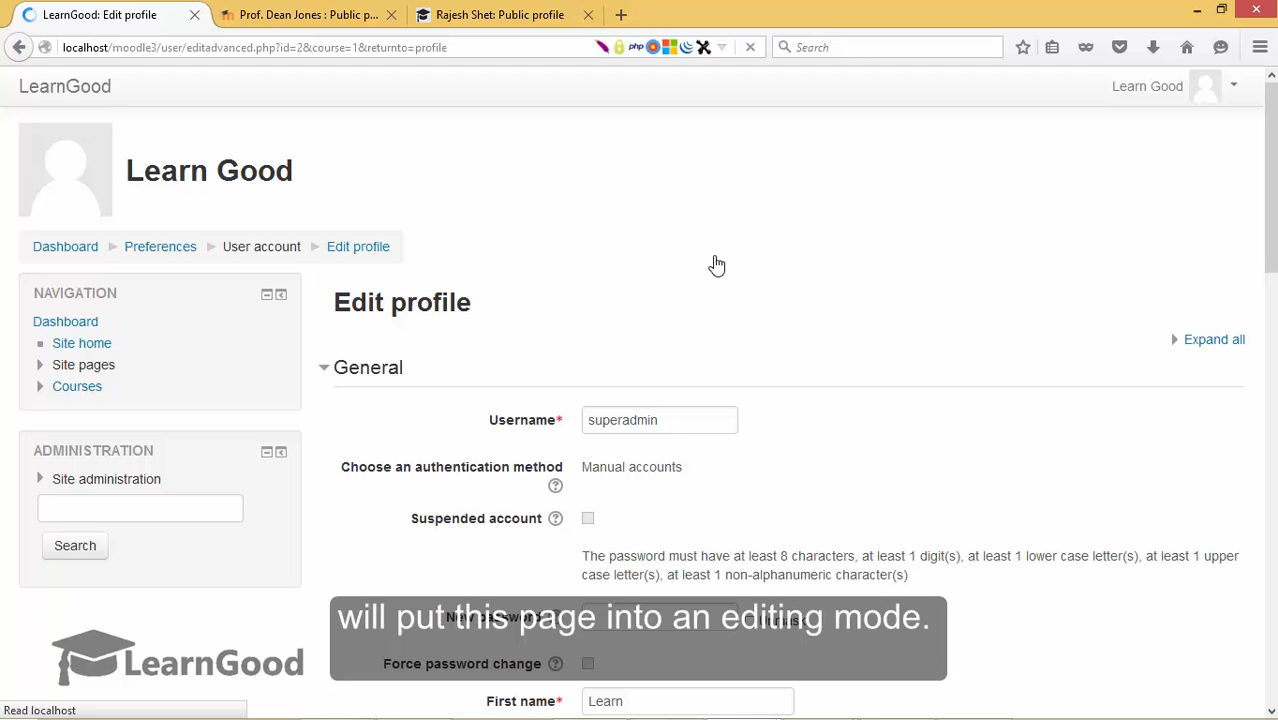 LearnGood: Edit profile
Prof. Dean Jones : Public p...
Rajesh Shet: Public profile
localhost/moodle3/user/editadvanced.php?id=2&course=1&returnto=profile
php
Search
LearnGood
Learn Good
Learn Good
Dashboard
Preferences
User account
Edit profile
NAVIGATION
Dashboard
Site home
Site pages
Courses
ADMINISTRATION
Site administration
Search
Edit profile
Expand all
General
Username*
superadmin
Choose an authentication method
Manual accounts
Suspended account
The password must have at least 8 characters, at least 1 digit(s), at least 1 lower case letter(s), at least 1 upper
case letter(s), at least 1 non-alphanumeric character(s)
will put this page into an editing mode.
Force password change
First name*
Learn
LearnGood
Read localhost